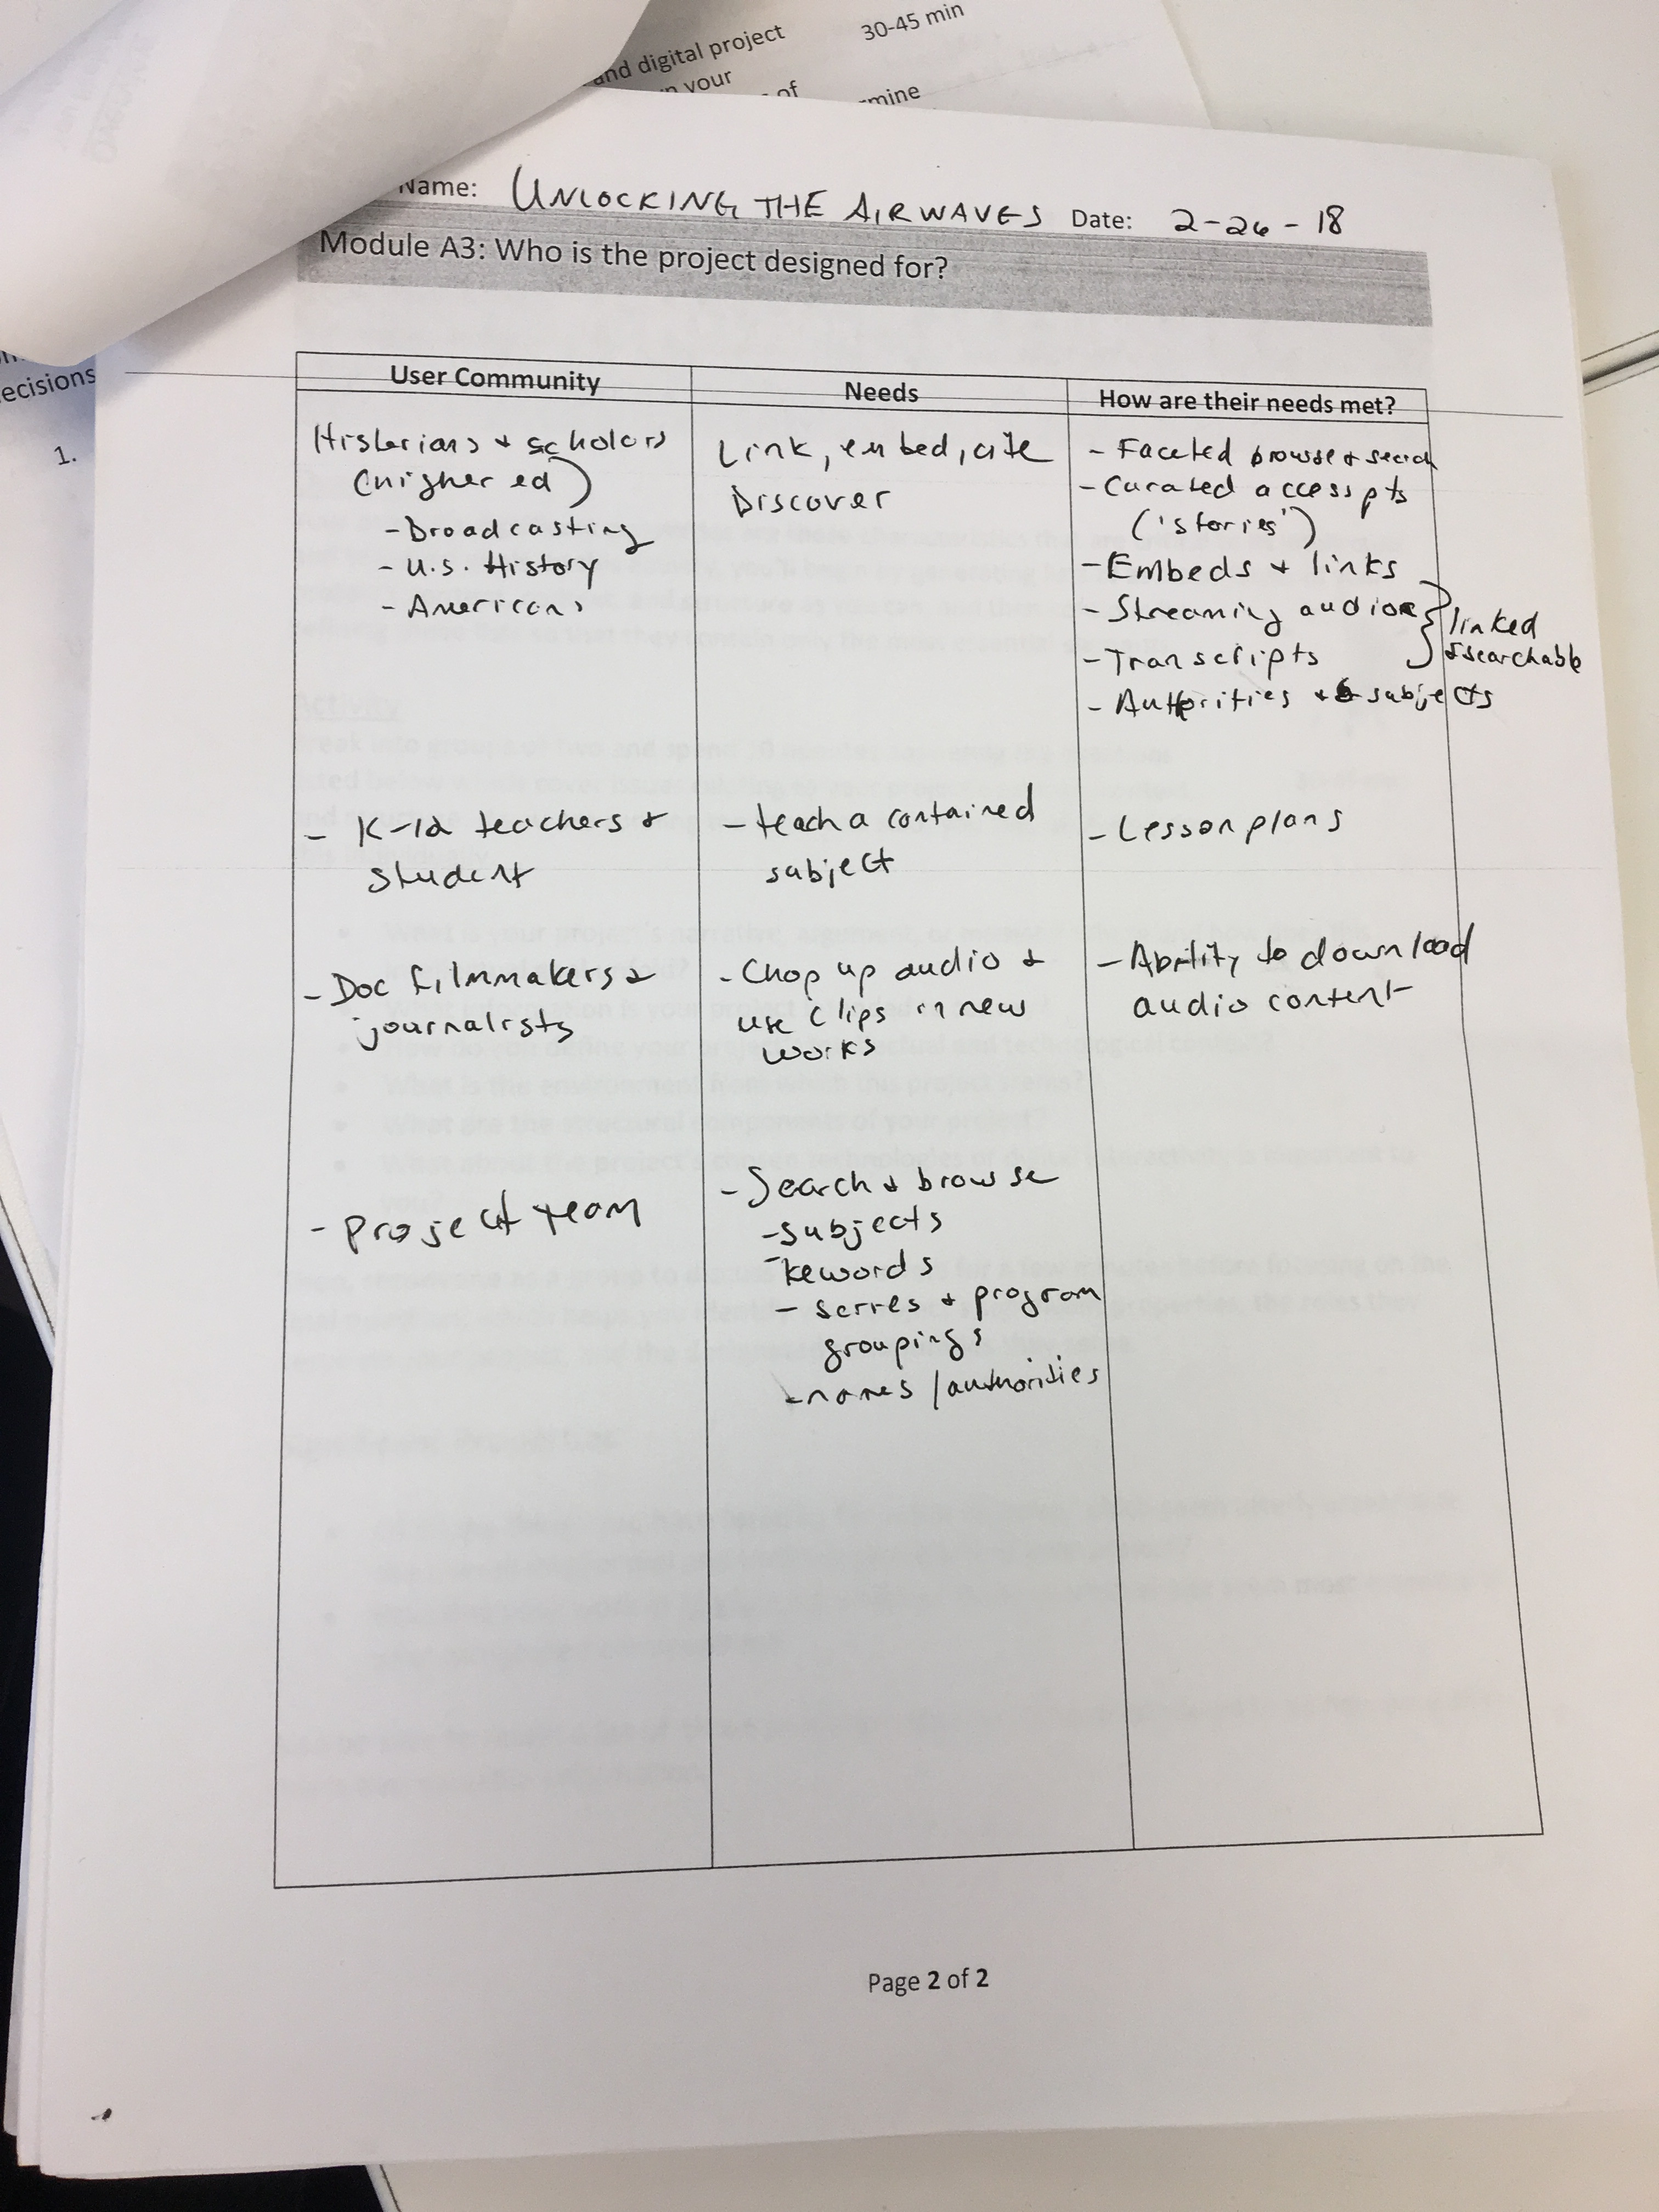 and digital project
30-45 min
your
of
ecisions
1.
Name: UNLOCKING THE AIRWAVES Date: 2-26-18
Module A3: Who is the project designed for?
User Community
Needs
How are their needs met?
Historians + scholars
(higher ed)
- Broadcasting
- U.S. History
- Americans
Link, embed, cite
Discover
- Faceted browse + search
- Curated access pts
('stories')
- Embeds + links
- Streaming audio
- Transcripts
linked
+ searchable
- Authorities + subjects
- K-12 teachers +
student
- teach a contained
subject
- Lesson plans
- Doc filmmakers +
journalists
- Chop up audio +
use clips in new
works
- Ability to download
audio content
- Project team
- Search + browse
- subjects
- kewords
- series + program
groupings
- names / authorities
Page 2 of 2